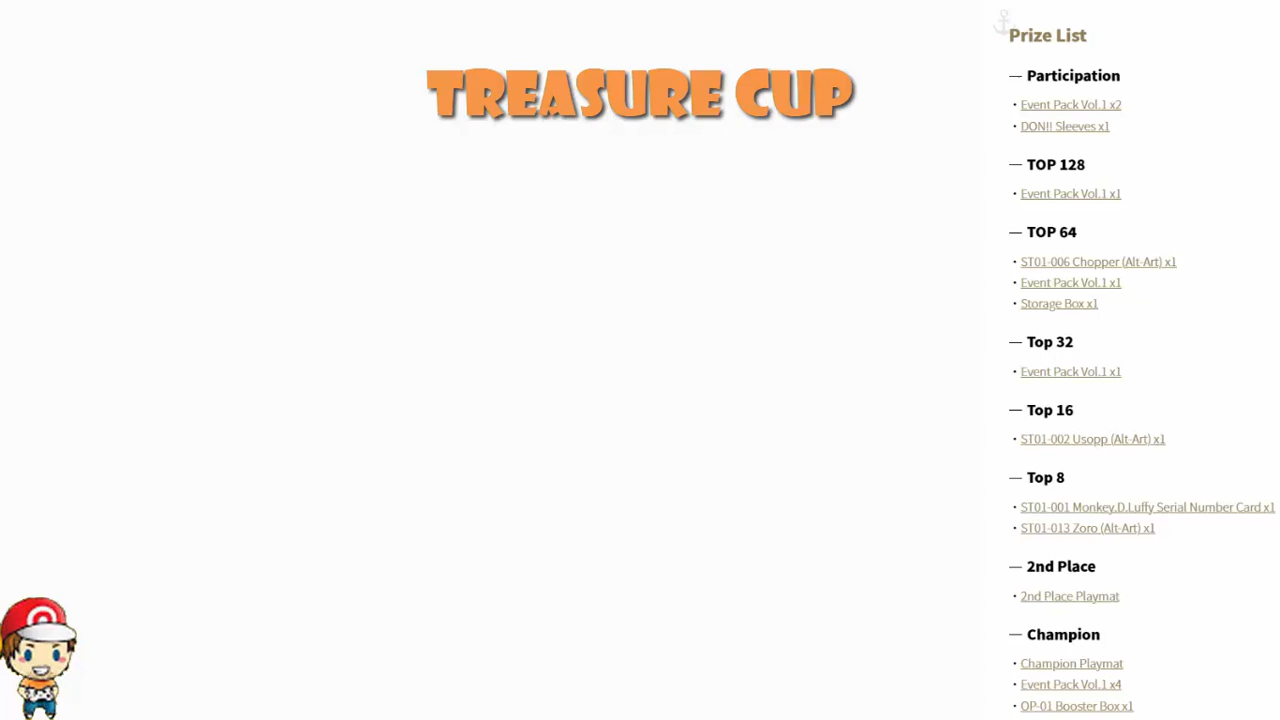 TREASURE CUP
Prize List
— Participation
· Event Pack Vol.1 x2
· DON!! Sleeves x1
— TOP 128
· Event Pack Vol.1 x1
— TOP 64
· ST01-006 Chopper (Alt-Art) x1
· Event Pack Vol.1 x1
· Storage Box x1
— Top 32
· Event Pack Vol.1 x1
— Top 16
· ST01-002 Usopp (Alt-Art) x1
— Top 8
· ST01-001 Monkey.D.Luffy Serial Number Card x1
· ST01-013 Zoro (Alt-Art) x1
— 2nd Place
· 2nd Place Playmat
— Champion
· Champion Playmat
· Event Pack Vol.1 x4
· OP-01 Booster Box x1